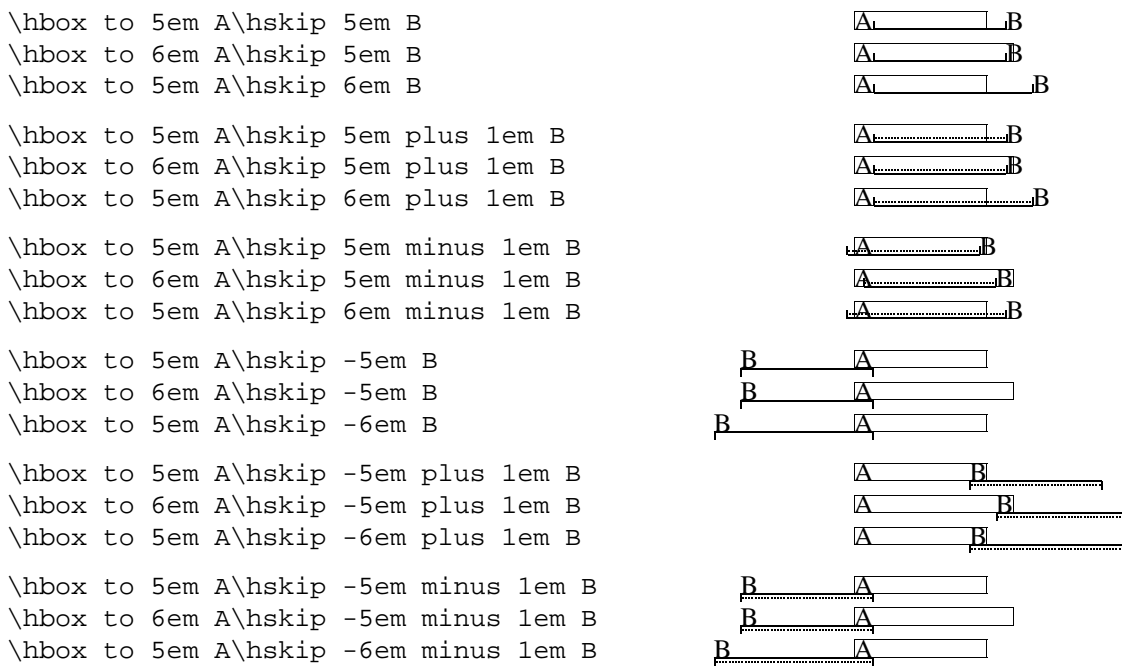 \hbox to 5em A\hskip 5em B A B
\hbox to 6em A\hskip 5em B A B
\hbox to 5em A\hskip 6em B A B
\hbox to 5em A\hskip 5em plus 1em B A B
\hbox to 6em A\hskip 5em plus 1em B A B
\hbox to 5em A\hskip 6em plus 1em B A B
\hbox to 5em A\hskip 5em minus 1em B A B
\hbox to 6em A\hskip 5em minus 1em B A B
\hbox to 5em A\hskip 6em minus 1em B A B
\hbox to 5em A\hskip -5em B B A
\hbox to 6em A\hskip -5em B B A
\hbox to 5em A\hskip -6em B B A
\hbox to 5em A\hskip -5em plus 1em B A B
\hbox to 6em A\hskip -5em plus 1em B A B
\hbox to 5em A\hskip -6em plus 1em B A B
\hbox to 5em A\hskip -5em minus 1em B B A
\hbox to 6em A\hskip -5em minus 1em B B A
\hbox to 5em A\hskip -6em minus 1em B B A